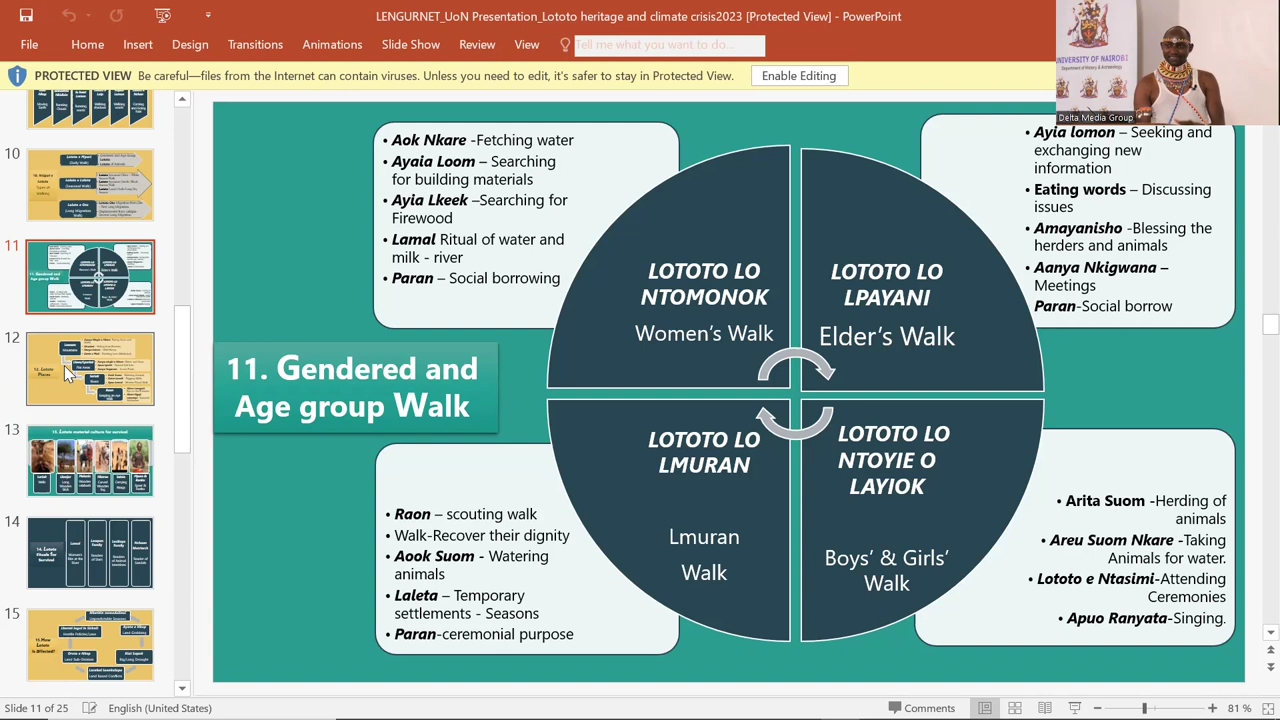 LENGURNET_UoN Presentation_Lototo heritage and climate crisis2023 [Protected View] - PowerPoint
File Home Insert Design Transitions Animations Slide Show Review View Tell me what you want to do...
PROTECTED VIEW Be careful—files from the Internet can contain viruses. Unless you need to edit, it's safer to stay in Protected View. Enable Editing
UNIVERSITY OF NAIROBI
Delta Media Group
10
11
12
13
14
15
• Aok Nkare -Fetching water
• Ayaia Loom – Searching
for building materials
• Ayia Lkeek –Searching for
Firewood
• Lamal Ritual of water and
milk - river
• Paran – Social borrowing
• Ayia lomon – Seeking and
exchanging new
information
• Eating words – Discussing
issues
• Amayanisho -Blessing the
herders and animals
• Aanya Nkigwana –
Meetings
Paran-Social borrow
LOTOTO LO
NTOMONOK
Women's Walk
LOTOTO LO
LPAYANI
Elder's Walk
11. Gendered and
Age group Walk
LOTOTO LO
LMURAN
Lmuran
Walk
LOTOTO LO
NTOYIE O
LAYIOK
Boys' & Girls'
Walk
• Raon – scouting walk
• Walk-Recover their dignity
• Aook Suom - Watering
animals
• Laleta – Temporary
settlements - Seasons
• Paran-ceremonial purpose
• Arita Suom -Herding of
animals
• Areu Suom Nkare -Taking
Animals for water.
• Lototo e Ntasimi-Attending
Ceremonies
• Apuo Ranyata-Singing.
Slide 11 of 25 English (United States) Comments 81 %